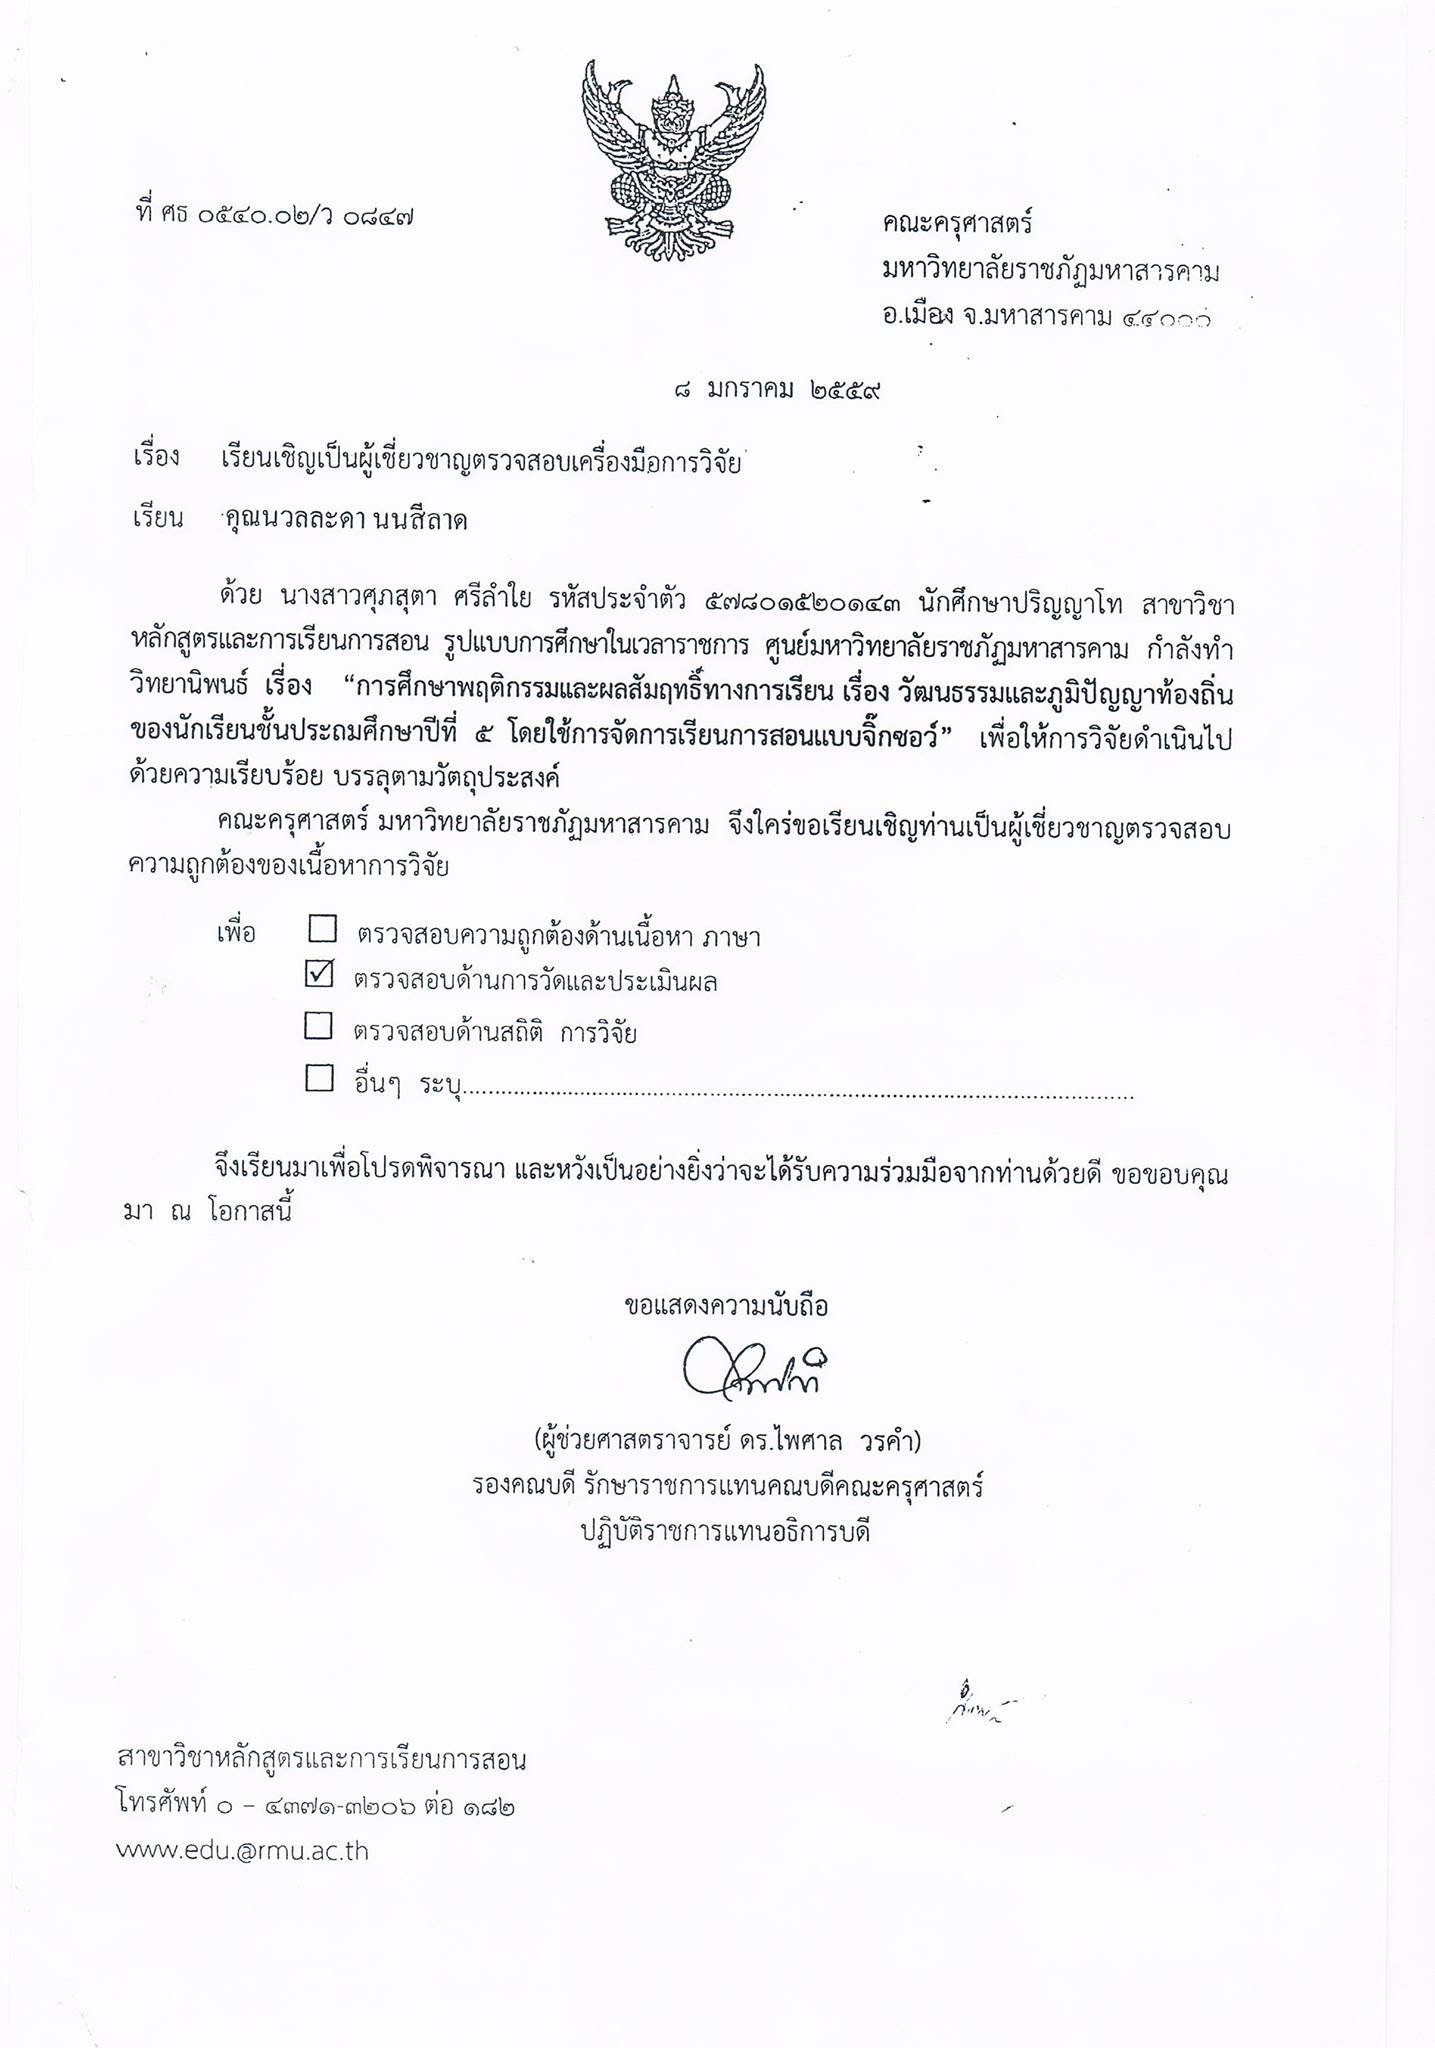 ที่ ศธ ๐๕๔๐.๐๒/ว ๐๘๔๗
คณะครุศาสตร์
มหาวิทยาลัยราชภัฏมหาสารคาม
อ.เมือง จ.มหาสารคาม ๔๔๐๐๐
๘ มกราคม ๒๕๕๙
เรื่อง เรียนเชิญเป็นผู้เชี่ยวชาญตรวจสอบเครื่องมือการวิจัย
เรียน คุณนวลละดา นนสีลาด
ด้วย นางสาวศุภสุตา ศรีลำใย รหัสประจำตัว ๕๗๘๐๑๕๒๐๑๔๓ นักศึกษาปริญญาโท สาขาวิชา
หลักสูตรและการเรียนการสอน รูปแบบการศึกษาในเวลาราชการ ศูนย์มหาวิทยาลัยราชภัฏมหาสารคาม กำลังทำ
วิทยานิพนธ์ เรื่อง “การศึกษาพฤติกรรมและผลสัมฤทธิ์ทางการเรียน เรื่อง วัฒนธรรมและภูมิปัญญาท้องถิ่น
ของนักเรียนชั้นประถมศึกษาปีที่ ๕ โดยใช้การจัดการเรียนการสอนแบบจิ๊กซอว์” เพื่อให้การวิจัยดำเนินไป
ด้วยความเรียบร้อย บรรลุตามวัตถุประสงค์
คณะครุศาสตร์ มหาวิทยาลัยราชภัฏมหาสารคาม จึงใคร่ขอเรียนเชิญท่านเป็นผู้เชี่ยวชาญตรวจสอบ
ความถูกต้องของเนื้อหาการวิจัย
เพื่อ ☐ ตรวจสอบความถูกต้องด้านเนื้อหา ภาษา
☑ ตรวจสอบด้านการวัดและประเมินผล
☐ ตรวจสอบด้านสถิติ การวิจัย
☐ อื่นๆ ระบุ..........................................................................................................
จึงเรียนมาเพื่อโปรดพิจารณา และหวังเป็นอย่างยิ่งว่าจะได้รับความร่วมมือจากท่านด้วยดี ขอขอบคุณ
มา ณ โอกาสนี้
ขอแสดงความนับถือ
(ผู้ช่วยศาสตราจารย์ ดร.ไพศาล วรคำ)
รองคณบดี รักษาราชการแทนคณบดีคณะครุศาสตร์
ปฏิบัติราชการแทนอธิการบดี
สาขาวิชาหลักสูตรและการเรียนการสอน
โทรศัพท์ ๐ – ๔๓๗๑-๓๒๐๖ ต่อ ๑๘๒
www.edu.@rmu.ac.th